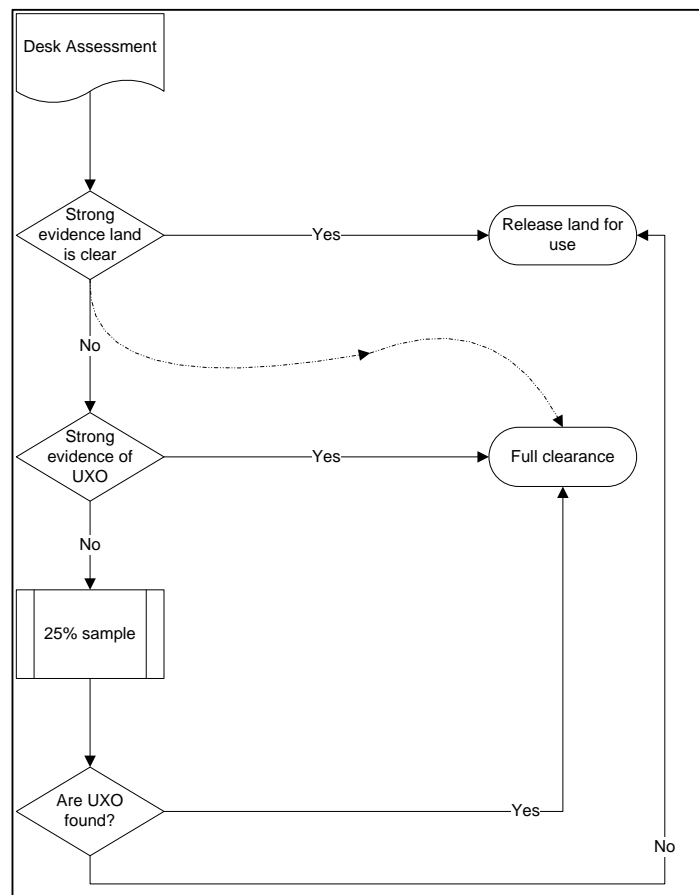 Desk Assessment
Strong
evidence land
is clear
Yes
Release land for
use
No
Strong
evidence of
UXO
Yes
Full clearance
No
25% sample
Are UXO
found?
Yes
No